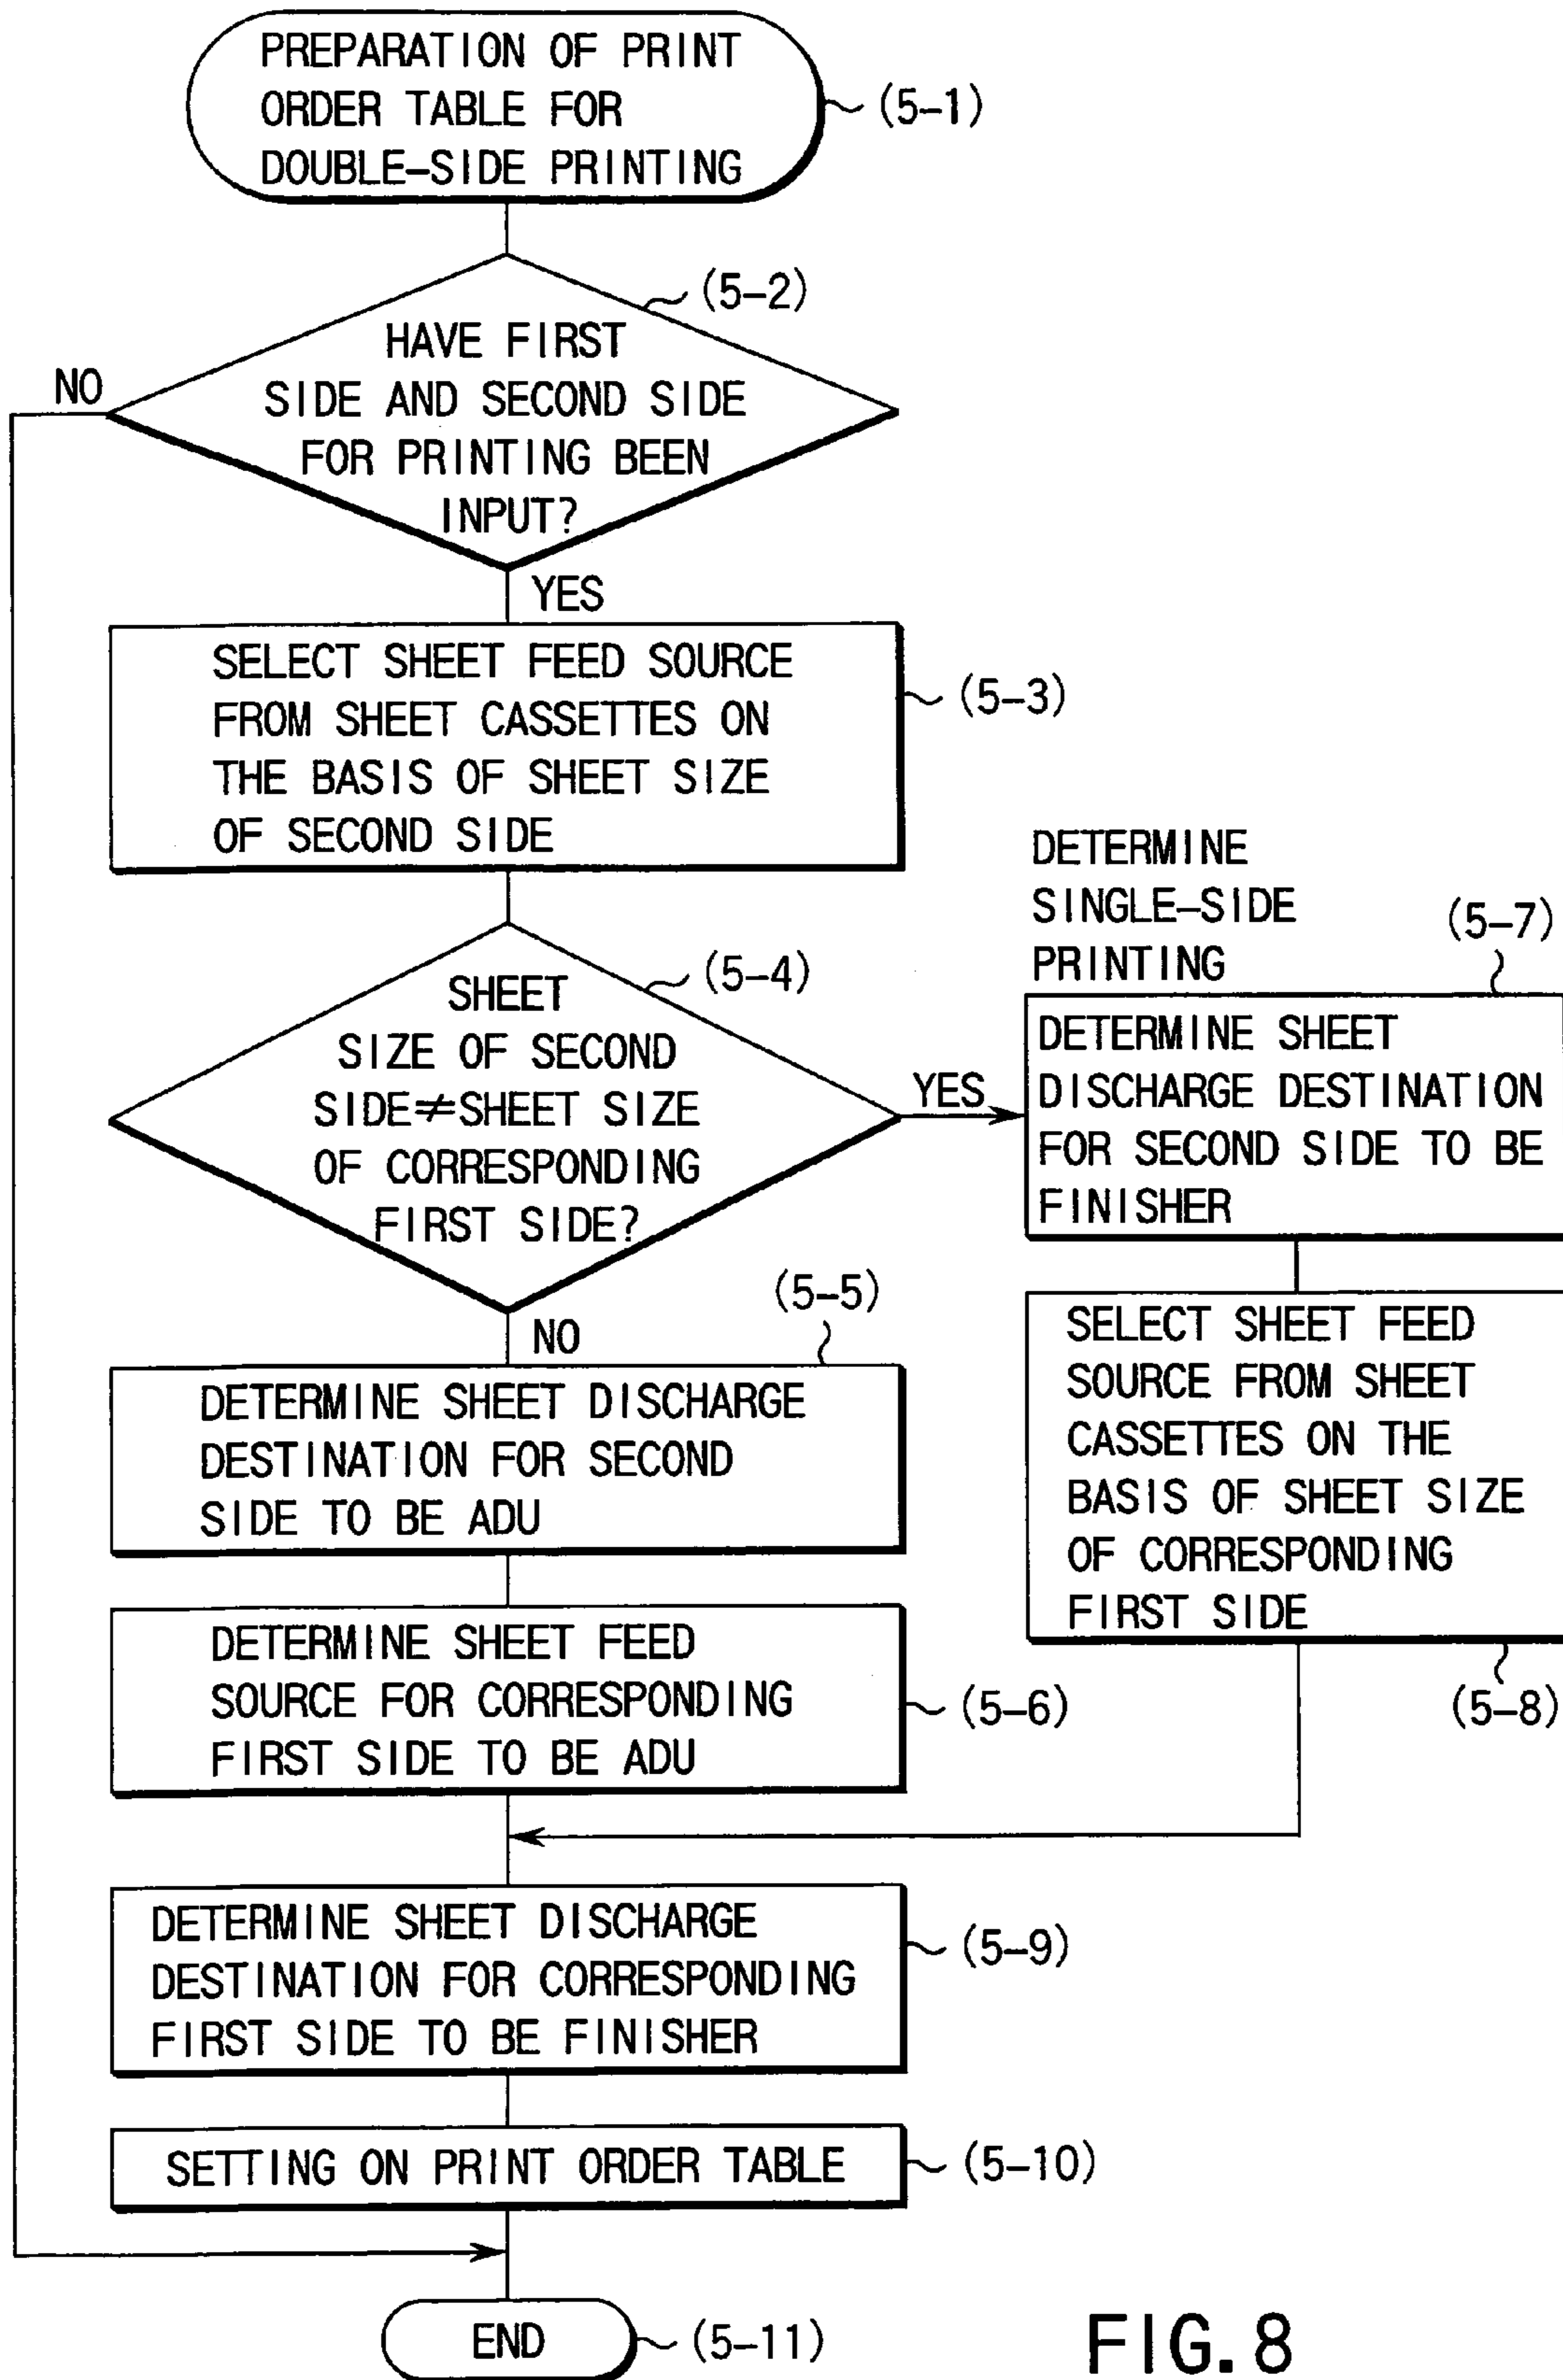 PREPARATION OF PRINT
ORDER TABLE FOR
DOUBLE-SIDE PRINTING
(5-1)
(5-2)
HAVE FIRST
SIDE AND SECOND SIDE
FOR PRINTING BEEN
INPUT?
NO
YES
SELECT SHEET FEED SOURCE
FROM SHEET CASSETTES ON
THE BASIS OF SHEET SIZE
OF SECOND SIDE
(5-3)
(5-4)
SHEET
SIZE OF SECOND
SIDE≠SHEET SIZE
OF CORRESPONDING
FIRST SIDE?
YES
NO
DETERMINE
SINGLE-SIDE
PRINTING
(5-7)
DETERMINE SHEET
DISCHARGE DESTINATION
FOR SECOND SIDE TO BE
FINISHER
SELECT SHEET FEED
SOURCE FROM SHEET
CASSETTES ON THE
BASIS OF SHEET SIZE
OF CORRESPONDING
FIRST SIDE
(5-8)
(5-5)
DETERMINE SHEET DISCHARGE
DESTINATION FOR SECOND
SIDE TO BE ADU
DETERMINE SHEET FEED
SOURCE FOR CORRESPONDING
FIRST SIDE TO BE ADU
(5-6)
DETERMINE SHEET DISCHARGE
DESTINATION FOR CORRESPONDING
FIRST SIDE TO BE FINISHER
(5-9)
SETTING ON PRINT ORDER TABLE
(5-10)
END
(5-11)
FIG. 8